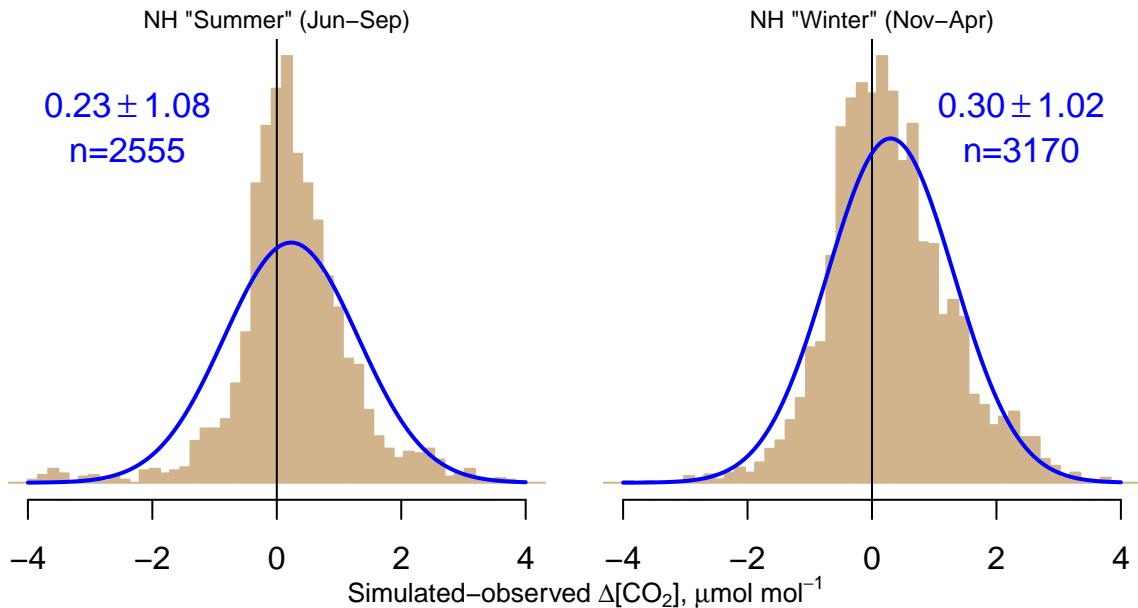 NH "Summer" (Jun−Sep)
0.23 ± 1.08
n=2555
−4 −2 0 2 4
NH "Winter" (Nov−Apr)
0.30 ± 1.02
n=3170
−4 −2 0 2 4
Simulated−observed Δ[CO₂], μmol mol⁻¹